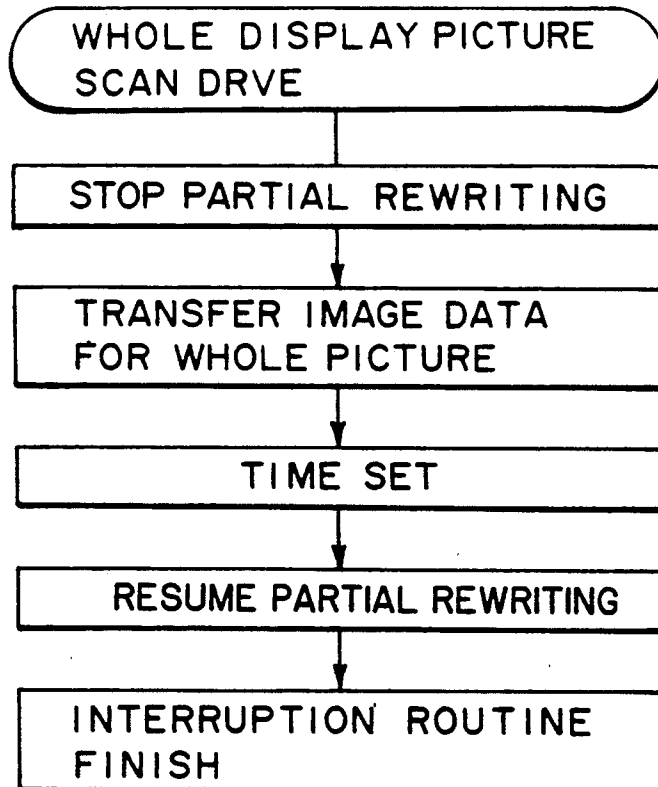 WHOLE DISPLAY PICTURE
SCAN DRVE
STOP PARTIAL REWRITING
TRANSFER IMAGE DATA
FOR WHOLE PICTURE
TIME SET
RESUME PARTIAL REWRITING
INTERRUPTION ROUTINE
FINISH